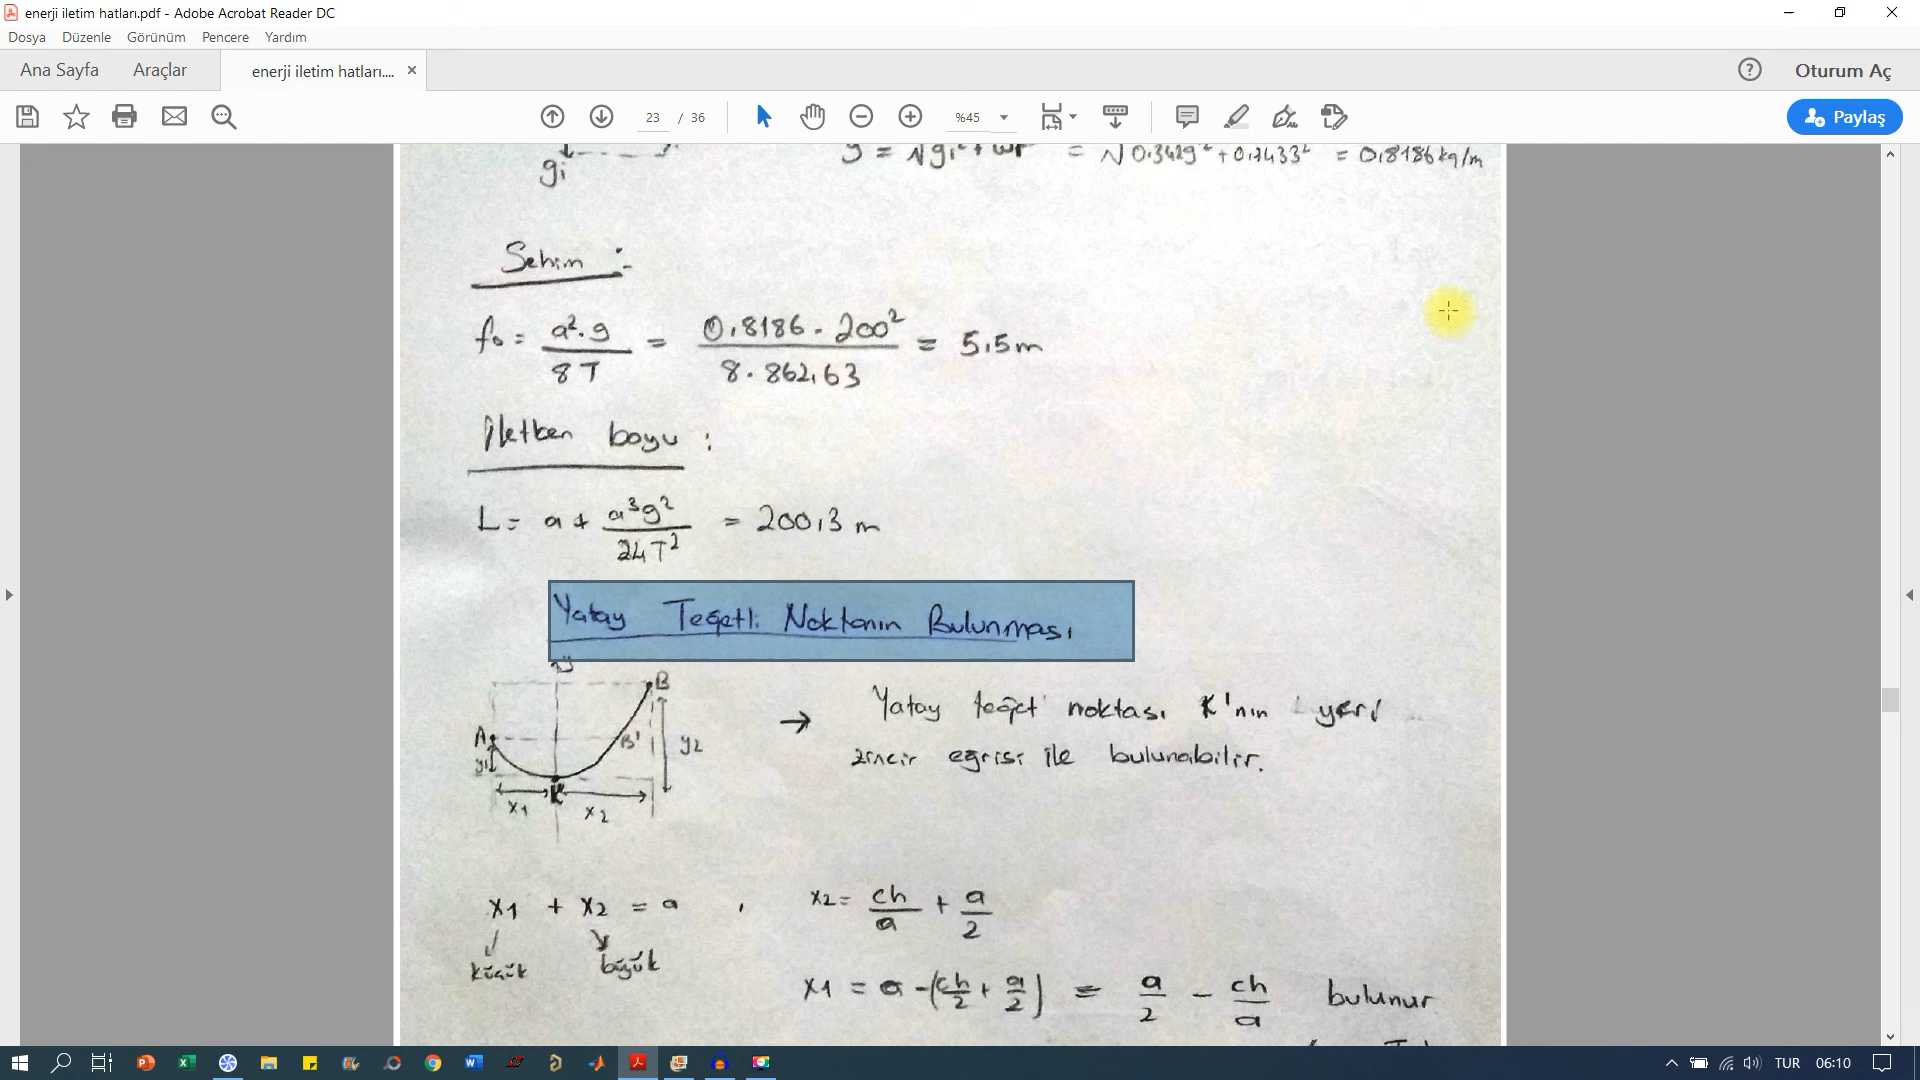 enerji iletim hatları.pdf - Adobe Acrobat Reader DC
Dosya Düzenle Görünüm Pencere Yardım
Ana Sayfa Araçlar enerji iletim hatları.... × Oturum Aç
23 / 36 %45 Paylaş
gi g = √gi²+wr² = √0,3429²+0,7433² = 0,8186 kg/m
Sehim :-
f₀ = a².g / 8T = 0,8186 . 200² / 8 . 862,63 = 5,5 m
İletken boyu :
L = a + a³g² / 24T² = 200,3 m
Yatay Teğetli Noktanın Bulunması
y
B
A B' y2
y1
K
x1 x2
→ Yatay teğet noktası K'nın yeri
zincir eğrisi ile bulunabilir.
x1 + x2 = a , x2 = ch/a + a/2
küçük büyük
x1 = a - (ch/2 + a/2) = a/2 - ch/a bulunur
TUR 06:10